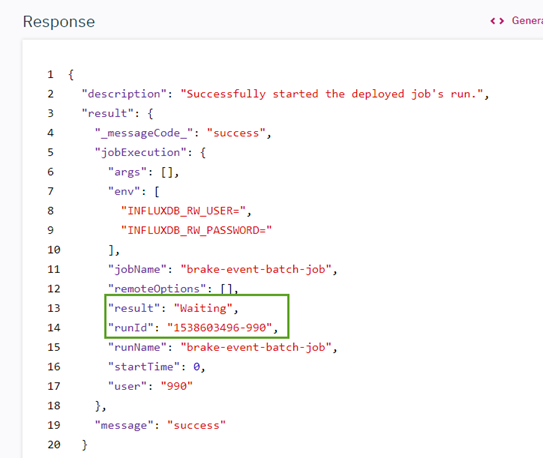 Response
<> Genera
1 {
2 "description": "Successfully started the deployed job's run.",
3 "result": {
4 "_messageCode_": "success",
5 "jobExecution": {
6 "args": [],
7 "env": [
8 "INFLUXDB_RW_USER=",
9 "INFLUXDB_RW_PASSWORD="
10 ],
11 "jobName": "brake-event-batch-job",
12 "remoteOptions": [],
13 "result": "Waiting",
14 "runId": "1538603496-990",
15 "runName": "brake-event-batch-job",
16 "startTime": 0,
17 "user": "990"
18 },
19 "message": "success"
20 }